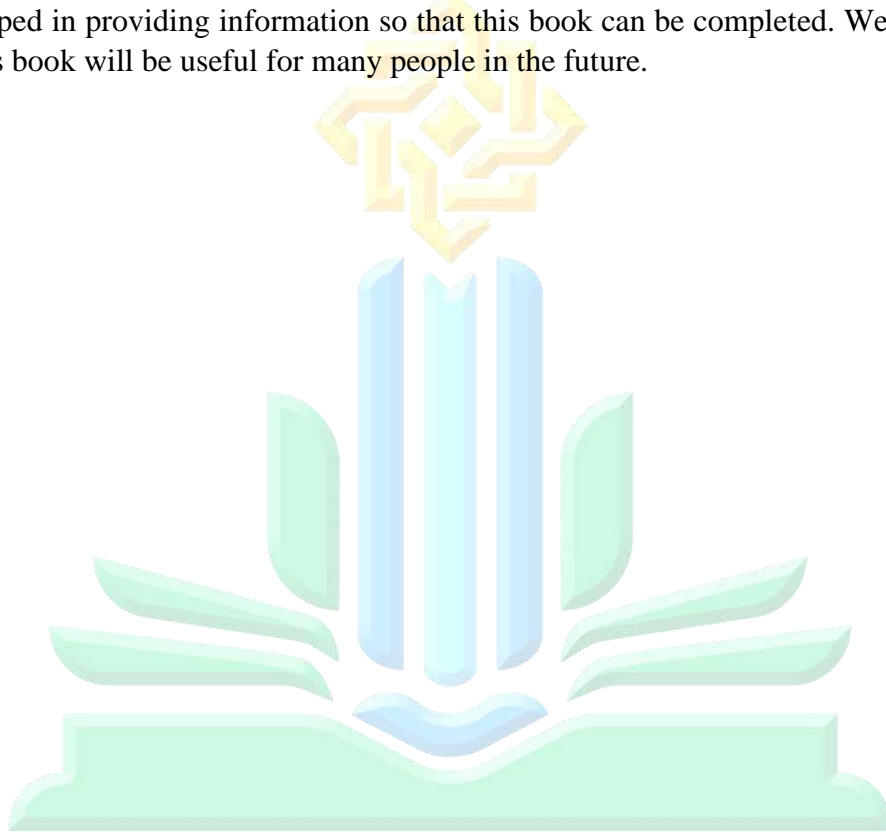 ped in providing information so that this book can be completed. We
s book will be useful for many people in the future.